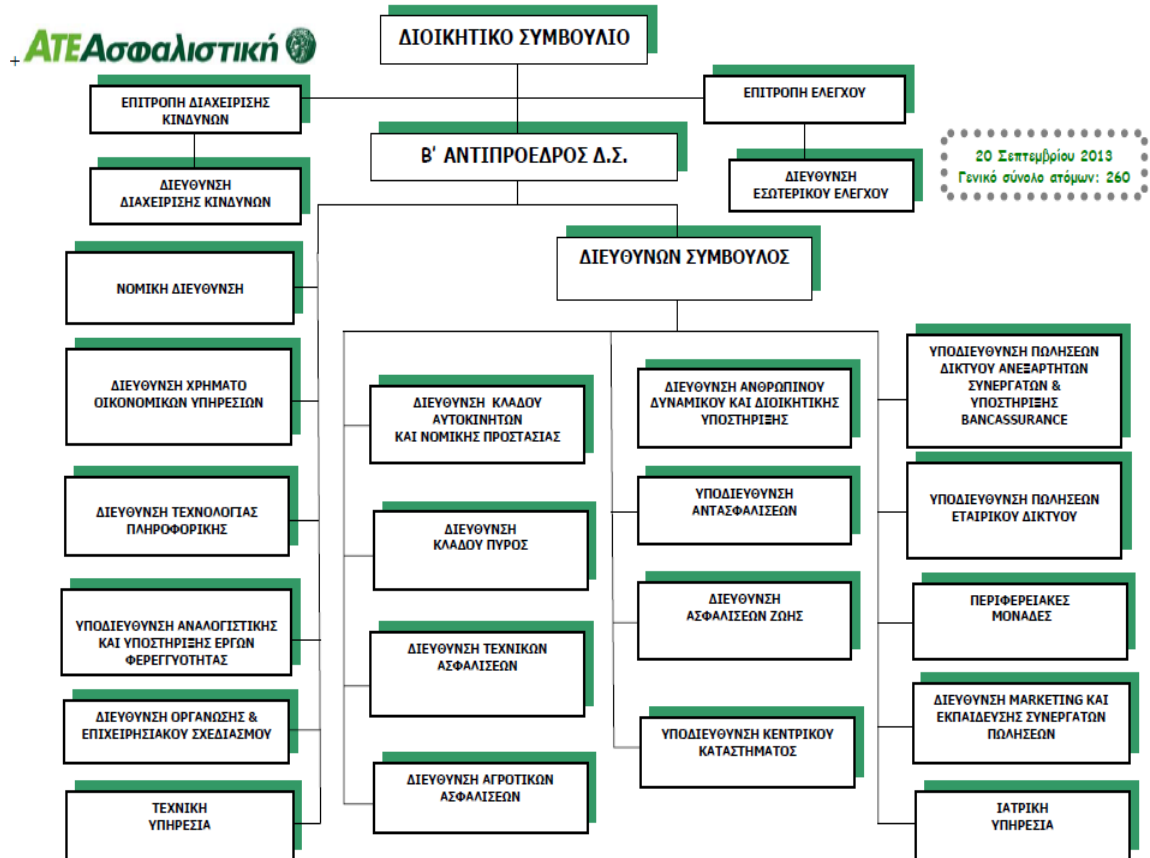 + ΑΤΕΑσφαλιστική
ΔΙΟΙΚΗΤΙΚΟ ΣΥΜΒΟΥΛΙΟ
ΕΠΙΤΡΟΠΗ ΔΙΑΧΕΙΡΙΣΗΣ
ΚΙΝΔΥΝΩΝ
ΕΠΙΤΡΟΠΗ ΕΛΕΓΧΟΥ
Β' ΑΝΤΙΠΡΟΕΔΡΟΣ Δ.Σ.
20 Σεπτεμβρίου 2013
Γενικό σύνολο ατόμων: 260
ΔΙΕΥΘΥΝΣΗ
ΔΙΑΧΕΙΡΙΣΗΣ ΚΙΝΔΥΝΩΝ
ΔΙΕΥΘΥΝΣΗ
ΕΣΩΤΕΡΙΚΟΥ ΕΛΕΓΧΟΥ
ΔΙΕΥΘΥΝΩΝ ΣΥΜΒΟΥΛΟΣ
ΝΟΜΙΚΗ ΔΙΕΥΘΥΝΣΗ
ΔΙΕΥΘΥΝΣΗ ΧΡΗΜΑΤΟ
ΟΙΚΟΝΟΜΙΚΩΝ ΥΠΗΡΕΣΙΩΝ
ΔΙΕΥΘΥΝΣΗ ΤΕΧΝΟΛΟΓΙΑΣ
ΠΛΗΡΟΦΟΡΙΚΗΣ
ΥΠΟΔΙΕΥΘΥΝΣΗ ΑΝΑΛΟΓΙΣΤΙΚΗΣ
ΚΑΙ ΥΠΟΣΤΗΡΙΞΗΣ ΕΡΓΩΝ
ΦΕΡΕΓΓΥΟΤΗΤΑΣ
ΔΙΕΥΘΥΝΣΗ ΟΡΓΑΝΩΣΗΣ &
ΕΠΙΧΕΙΡΗΣΙΑΚΟΥ ΣΧΕΔΙΑΣΜΟΥ
ΤΕΧΝΙΚΗ
ΥΠΗΡΕΣΙΑ
ΔΙΕΥΘΥΝΣΗ ΚΛΑΔΟΥ
ΑΥΤΟΚΙΝΗΤΩΝ
ΚΑΙ ΝΟΜΙΚΗΣ ΠΡΟΣΤΑΣΙΑΣ
ΔΙΕΥΘΥΝΣΗ
ΚΛΑΔΟΥ ΠΥΡΟΣ
ΔΙΕΥΘΥΝΣΗ ΤΕΧΝΙΚΩΝ
ΑΣΦΑΛΙΣΕΩΝ
ΔΙΕΥΘΥΝΣΗ ΑΓΡΟΤΙΚΩΝ
ΑΣΦΑΛΙΣΕΩΝ
ΔΙΕΥΘΥΝΣΗ ΑΝΘΡΩΠΙΝΟΥ
ΔΥΝΑΜΙΚΟΥ ΚΑΙ ΔΙΟΙΚΗΤΙΚΗΣ
ΥΠΟΣΤΗΡΙΞΗΣ
ΥΠΟΔΙΕΥΘΥΝΣΗ
ΑΝΤΑΣΦΑΛΙΣΕΩΝ
ΔΙΕΥΘΥΝΣΗ
ΑΣΦΑΛΙΣΕΩΝ ΖΩΗΣ
ΥΠΟΔΙΕΥΘΥΝΣΗ ΚΕΝΤΡΙΚΟΥ
ΚΑΤΑΣΤΗΜΑΤΟΣ
ΥΠΟΔΙΕΥΘΥΝΣΗ ΠΩΛΗΣΕΩΝ
ΔΙΚΤΥΟΥ ΑΝΕΞΑΡΤΗΤΩΝ
ΣΥΝΕΡΓΑΤΩΝ &
ΥΠΟΣΤΗΡΙΞΗΣ
BANCASSURANCE
ΥΠΟΔΙΕΥΘΥΝΣΗ ΠΩΛΗΣΕΩΝ
ΕΤΑΙΡΙΚΟΥ ΔΙΚΤΥΟΥ
ΠΕΡΙΦΕΡΕΙΑΚΕΣ
ΜΟΝΑΔΕΣ
ΔΙΕΥΘΥΝΣΗ MARKETING ΚΑΙ
ΕΚΠΑΙΔΕΥΣΗΣ ΣΥΝΕΡΓΑΤΩΝ
ΠΩΛΗΣΕΩΝ
ΙΑΤΡΙΚΗ
ΥΠΗΡΕΣΙΑ